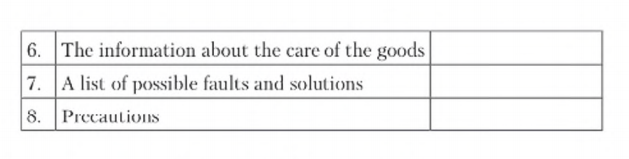 6. The information about the care of the goods
7. A list of possible faults and solutions
8. Precautions